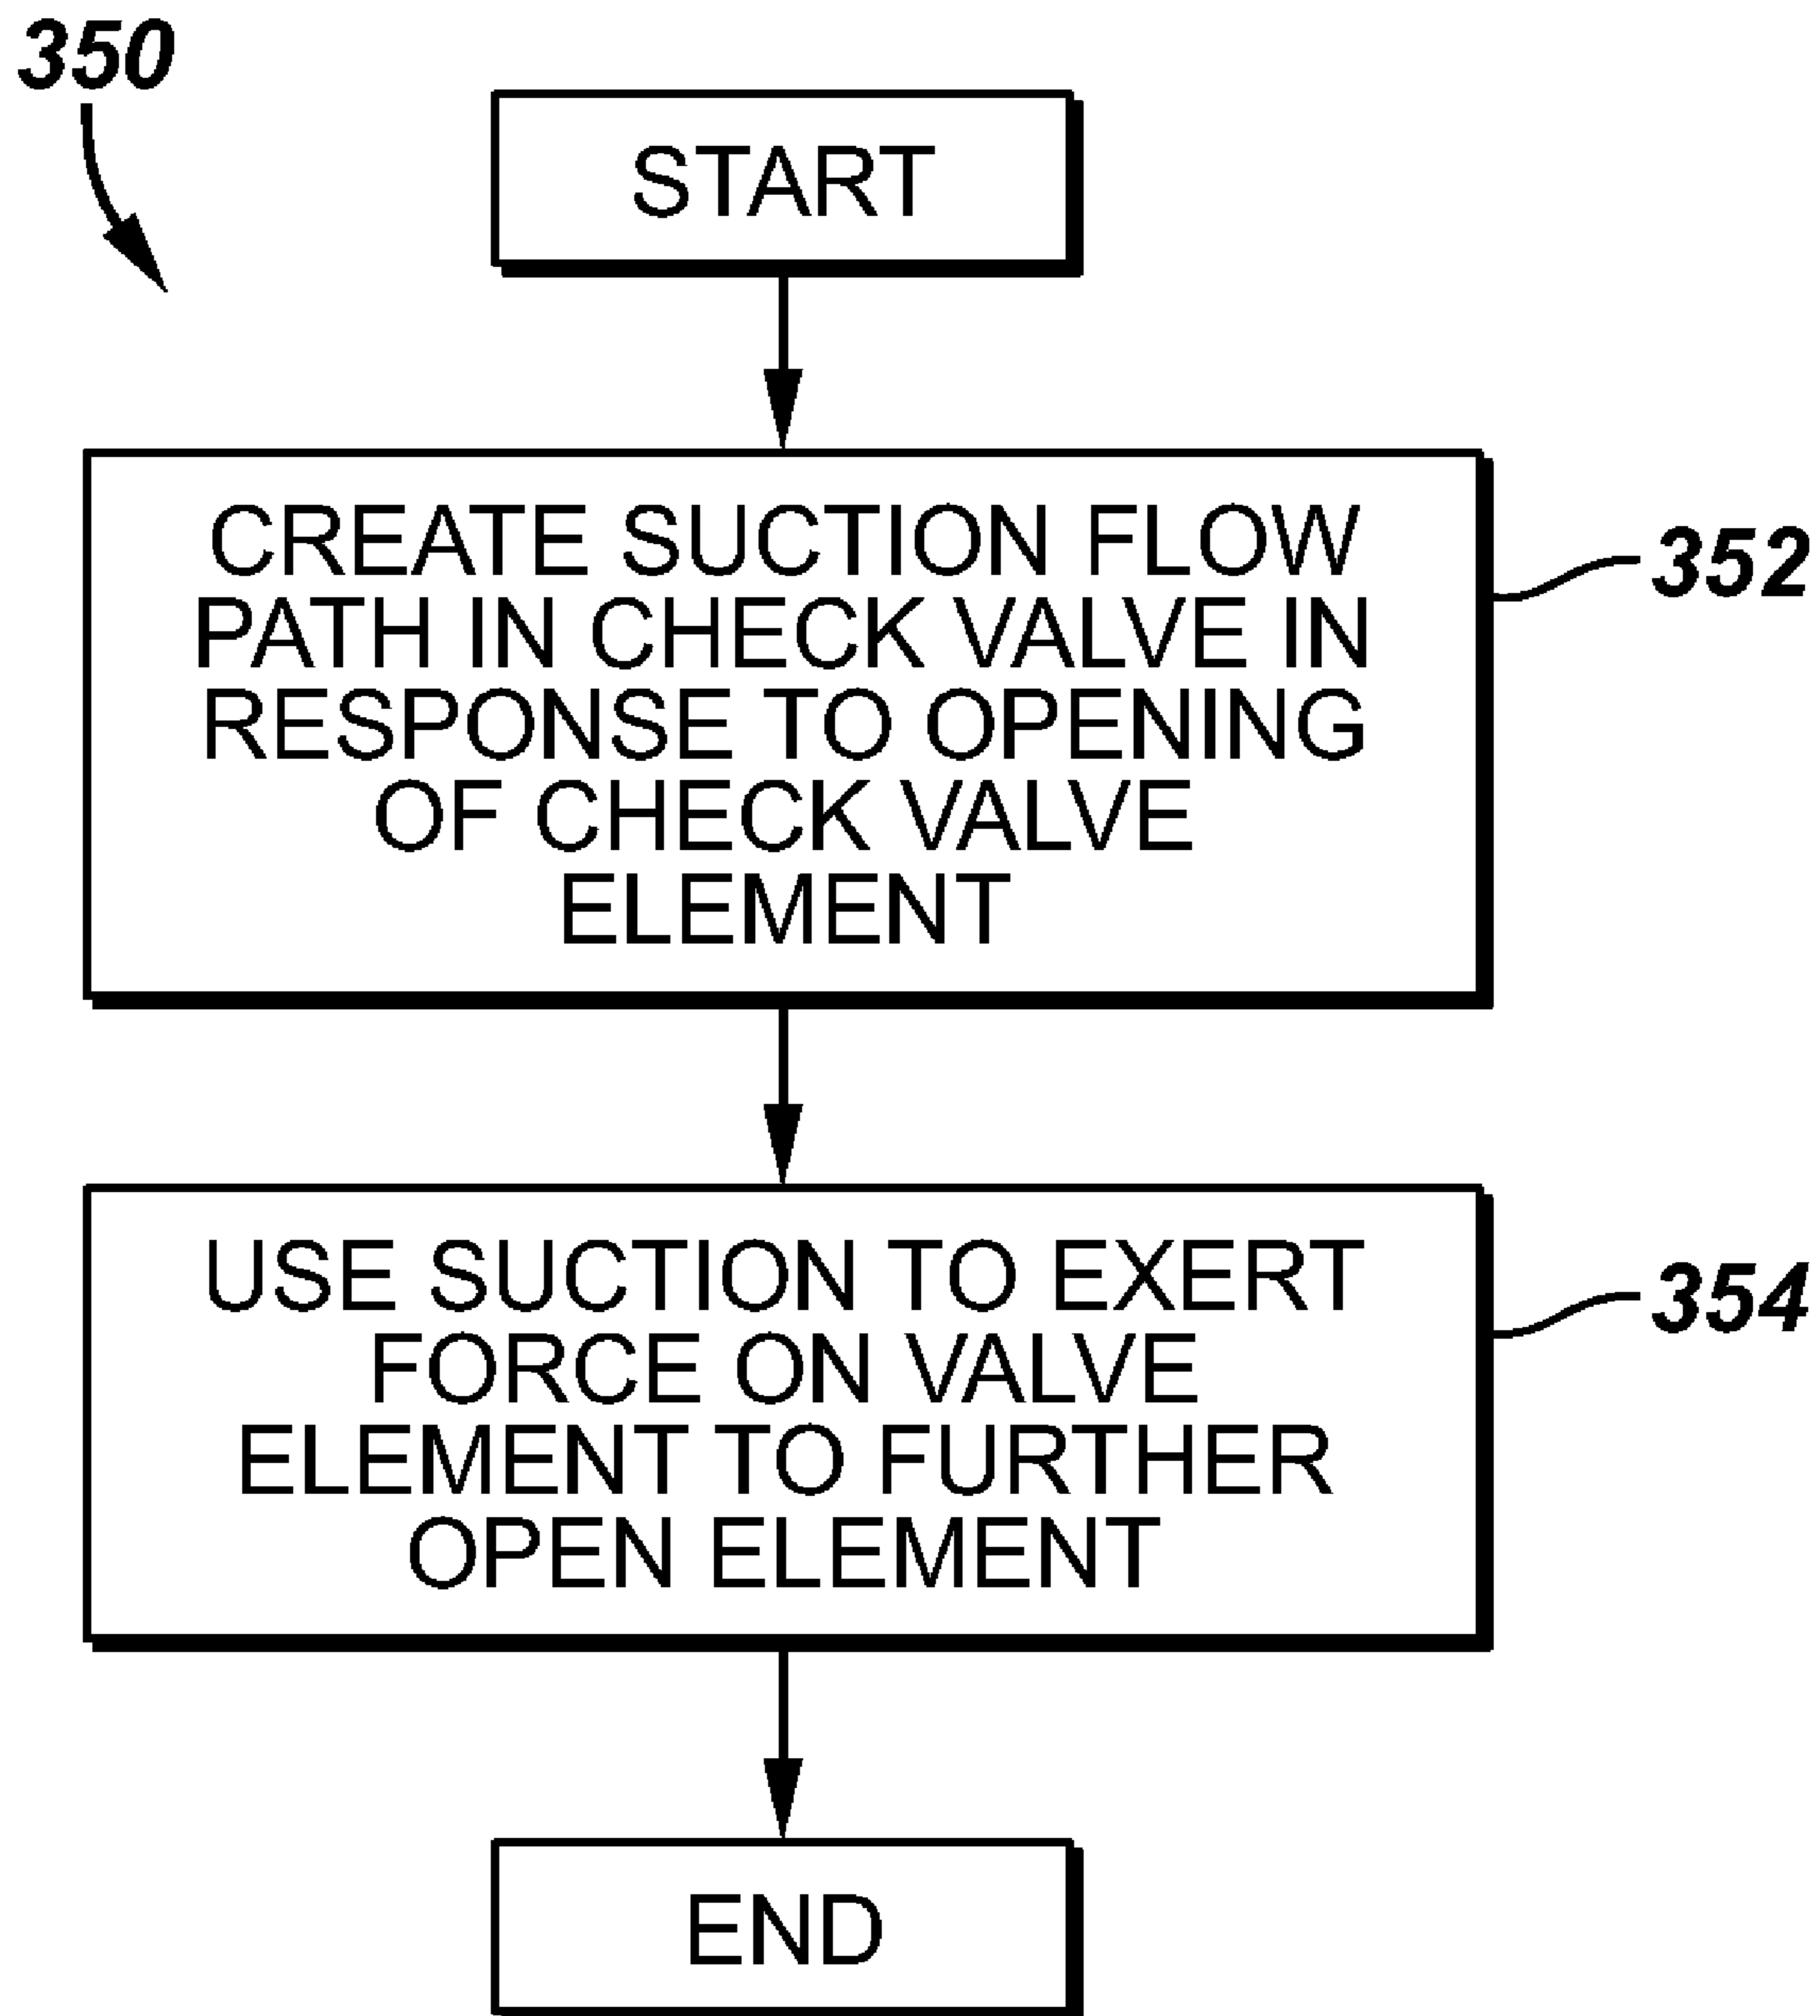 350
START
CREATE SUCTION FLOW
PATH IN CHECK VALVE IN
RESPONSE TO OPENING
OF CHECK VALVE
ELEMENT
352
USE SUCTION TO EXERT
FORCE ON VALVE
ELEMENT TO FURTHER
OPEN ELEMENT
354
END